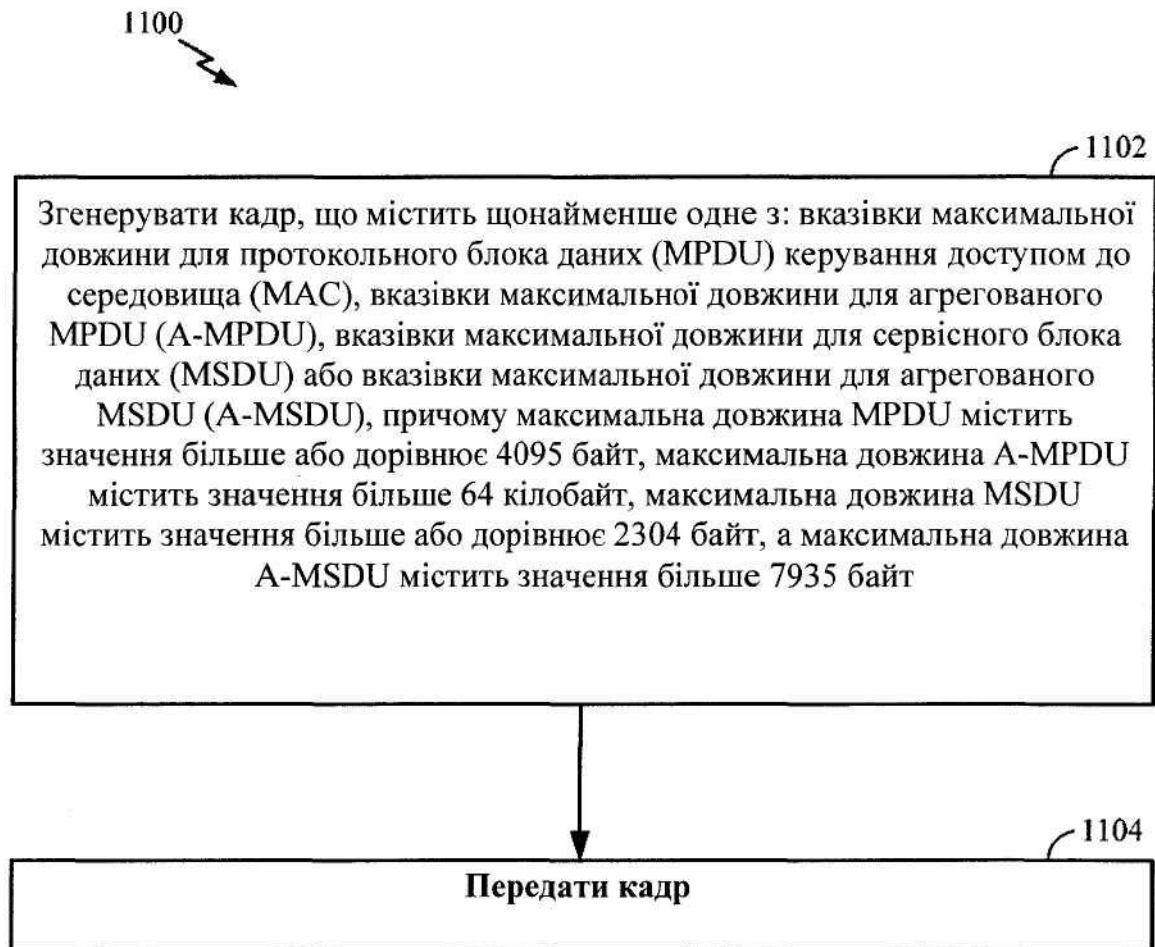 1100
1102
Згенерувати кадр, що містить щонайменше одне з: вказівки максимальної
довжини для протокольного блока даних (MPDU) керування доступом до
середовища (MAC), вказівки максимальної довжини для агрегованого
MPDU (A-MPDU), вказівки максимальної довжини для сервісного блока
даних (MSDU) або вказівки максимальної довжини для агрегованого
MSDU (A-MSDU), причому максимальна довжина MPDU містить
значення більше або дорівнює 4095 байт, максимальна довжина A-MPDU
містить значення більше 64 кілобайт, максимальна довжина MSDU
містить значення більше або дорівнює 2304 байт, а максимальна довжина
A-MSDU містить значення більше 7935 байт
1104
Передати кадр